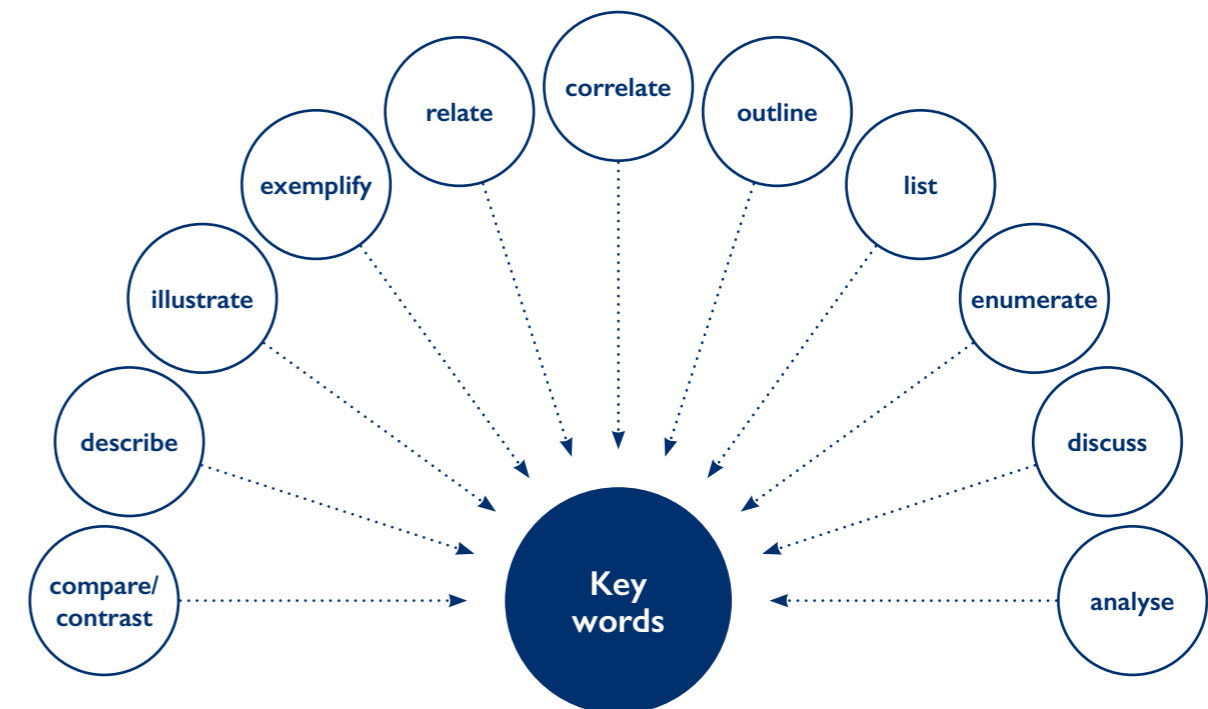 compare/
contrast
describe
illustrate
exemplify
relate
correlate
outline
list
enumerate
discuss
analyse
Key
words